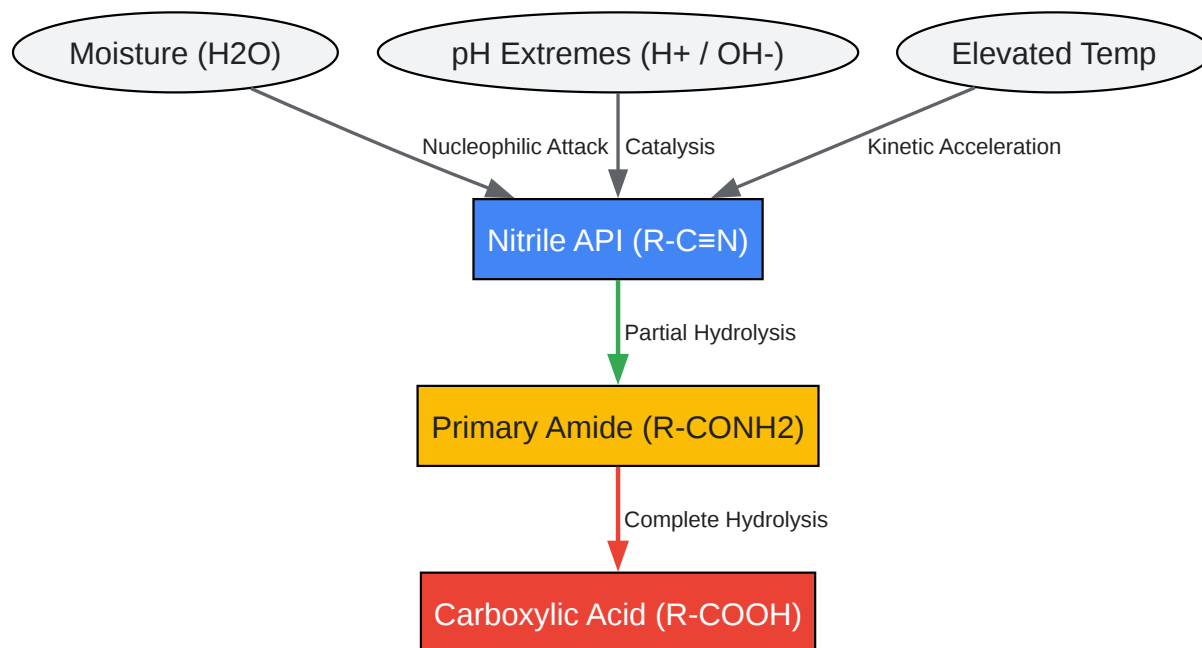 Moisture (H2O)
pH Extremes (H+ / OH-)
Elevated Temp
Nucleophilic Attack
Catalysis
Kinetic Acceleration
Nitrile API (R-C≡N)
Partial Hydrolysis
Primary Amide (R-CONH2)
Complete Hydrolysis
Carboxylic Acid (R-COOH)